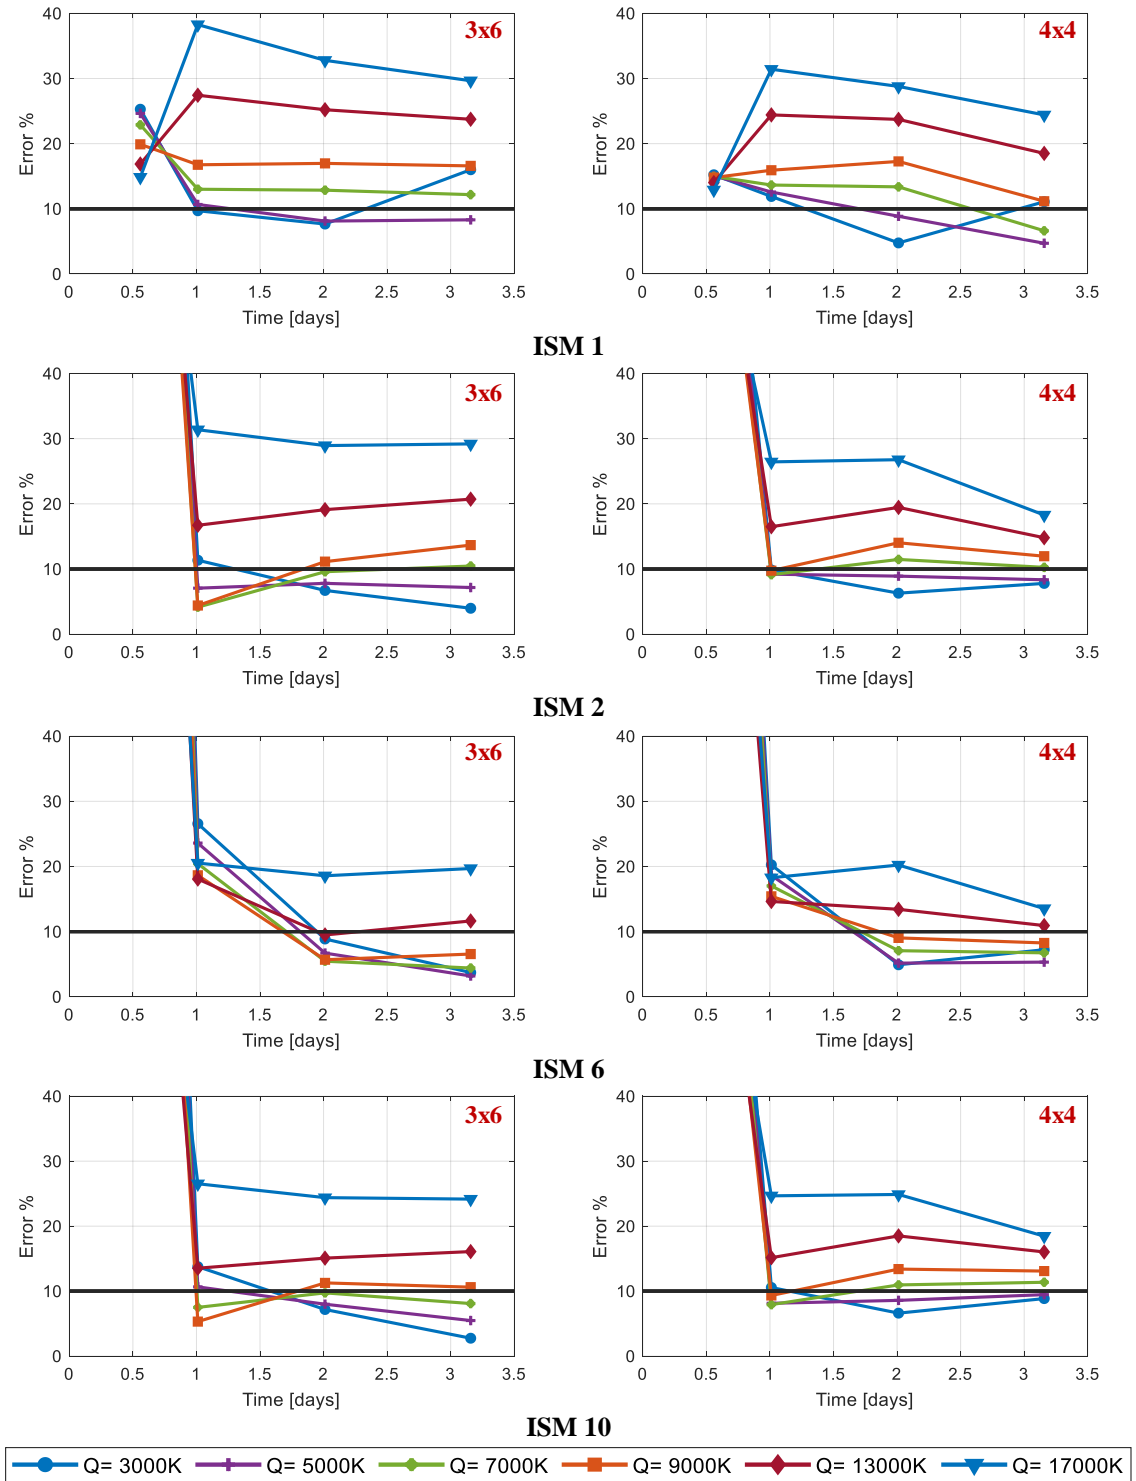 3x6
4x4
40
30
20
10
0
Error %
0 0.5 1 1.5 2 2.5 3 3.5
Time [days]
40
30
20
10
0
Error %
0 0.5 1 1.5 2 2.5 3 3.5
Time [days]
ISM 1
3x6
4x4
40
30
20
10
0
Error %
0 0.5 1 1.5 2 2.5 3 3.5
Time [days]
40
30
20
10
0
Error %
0 0.5 1 1.5 2 2.5 3 3.5
Time [days]
ISM 2
3x6
4x4
40
30
20
10
0
Error %
0 0.5 1 1.5 2 2.5 3 3.5
Time [days]
40
30
20
10
0
Error %
0 0.5 1 1.5 2 2.5 3 3.5
Time [days]
ISM 6
3x6
4x4
40
30
20
10
0
Error %
0 0.5 1 1.5 2 2.5 3 3.5
Time [days]
40
30
20
10
0
Error %
0 0.5 1 1.5 2 2.5 3 3.5
Time [days]
ISM 10
Q= 3000K Q= 5000K Q= 7000K Q= 9000K Q= 13000K Q= 17000K